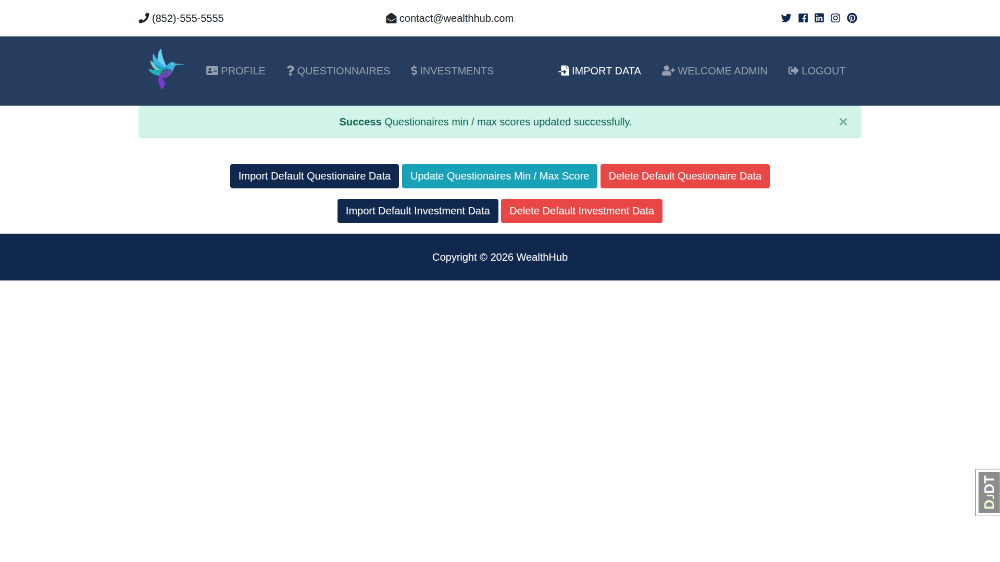 (852)-555-5555
contact@wealthhub.com
PROFILE
QUESTIONNAIRES
INVESTMENTS
IMPORT DATA
WELCOME ADMIN
LOGOUT
Success Questionaires min / max scores updated successfully.
×
Import Default Questionaire Data
Update Questionaires Min / Max Score
Delete Default Questionaire Data
Import Default Investment Data
Delete Default Investment Data
Copyright © 2026 WealthHub
DJDT